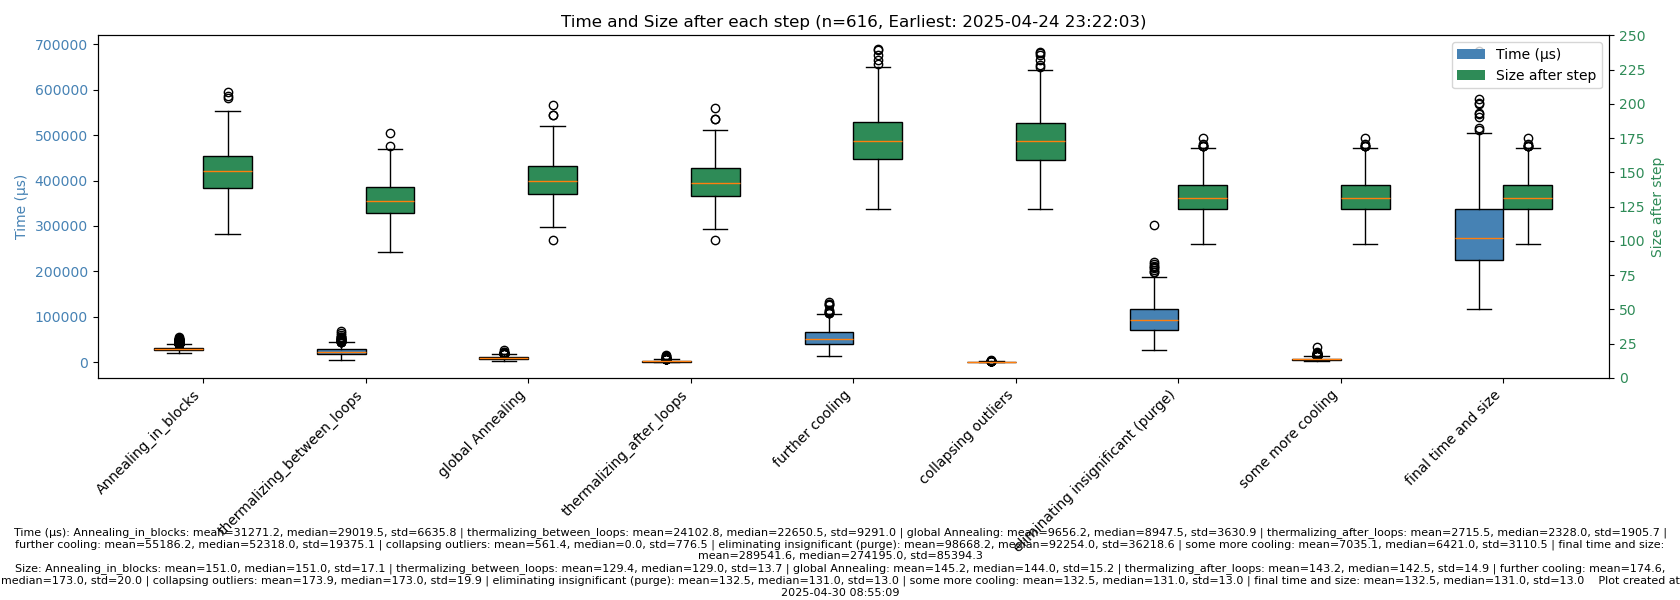 Time and Size after each step (n=616, Earliest: 2025-04-24 23:22:03)
700000
600000
500000
400000
300000
200000
100000
0
Time (µs)
250
225
200
175
150
125
100
75
50
25
0
Size after step
Time (µs)
Size after step
Annealing_in_blocks
thermalizing_between_loops
global Annealing
thermalizing_after_loops
further cooling
collapsing outliers
eliminating insignificant (purge)
some more cooling
final time and size
Time (µs): Annealing_in_blocks: mean=31271.2, median=29019.5, std=6635.8 | thermalizing_between_loops: mean=24102.8, median=22650.5, std=9291.0 | global Annealing: mean=9656.2, median=8947.5, std=3630.9 | thermalizing_after_loops: mean=2715.5, median=2328.0, std=1905.7 |
further cooling: mean=55186.2, median=52318.0, std=19375.1 | collapsing outliers: mean=561.4, median=0.0, std=776.5 | eliminating insignificant (purge): mean=98668.2, median=92254.0, std=36218.6 | some more cooling: mean=7035.1, median=6421.0, std=3110.5 | final time and size:
mean=289541.6, median=274195.0, std=85394.3
Size: Annealing_in_blocks: mean=151.0, median=151.0, std=17.1 | thermalizing_between_loops: mean=129.4, median=129.0, std=13.7 | global Annealing: mean=145.2, median=144.0, std=15.2 | thermalizing_after_loops: mean=143.2, median=142.5, std=14.9 | further cooling: mean=174.6,
median=173.0, std=20.0 | collapsing outliers: mean=173.9, median=173.0, std=19.9 | eliminating insignificant (purge): mean=132.5, median=131.0, std=13.0 | some more cooling: mean=132.5, median=131.0, std=13.0 | final time and size: mean=132.5, median=131.0, std=13.0    Plot created at
2025-04-30 08:55:09